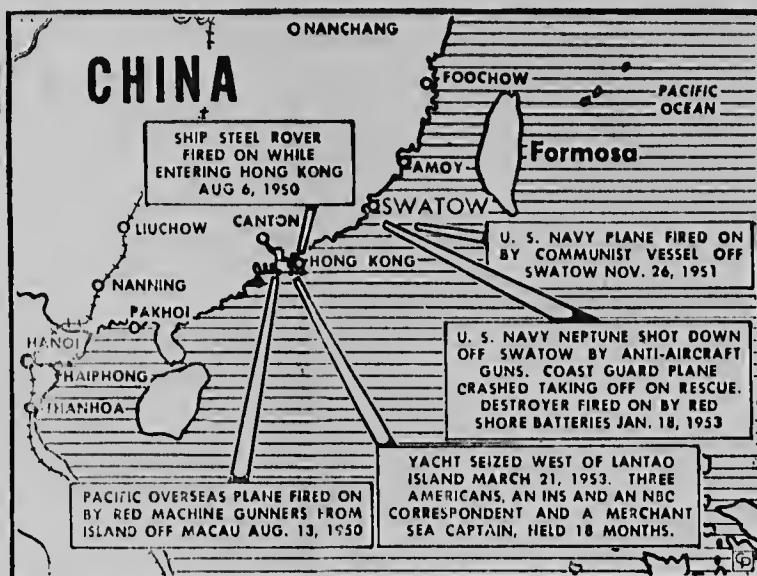 NANCHANG
CHINA
FOOCHOW
PACIFIC
OCEAN
SHIP STEEL ROVER
FIRED ON WHILE
ENTERING HONG KONG
AUG 6, 1950
Formosa
AMOY
SWATOW
CANTON
LIUCHOW
HONG KONG
U. S. NAVY PLANE FIRED ON
BY COMMUNIST VESSEL OFF
SWATOW NOV. 26, 1951
NANNING
PAKHOI
HANOI
HAIPHONG
THANHOA
U. S. NAVY NEPTUNE SHOT DOWN
OFF SWATOW BY ANTI-AIRCRAFT
GUNS. COAST GUARD PLANE
CRASHED TAKING OFF ON RESCUE.
DESTROYER FIRED ON BY RED
SHORE BATTERIES JAN. 18, 1953
PACIFIC OVERSEAS PLANE FIRED ON
BY RED MACHINE GUNNERS FROM
ISLAND OFF MACAU AUG. 13, 1950
YACHT SEIZED WEST OF LANTAO
ISLAND MARCH 21, 1953. THREE
AMERICANS, AN INS AND AN NBC
CORRESPONDENT AND A MERCHANT
SEA CAPTAIN, HELD 18 MONTHS.
CP